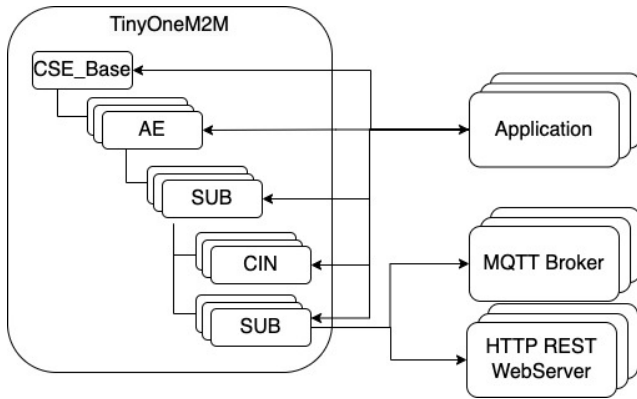 TinyOneM2M
CSE_Base
AE
Application
SUB
CIN
MQTT Broker
SUB
HTTP REST
WebServer